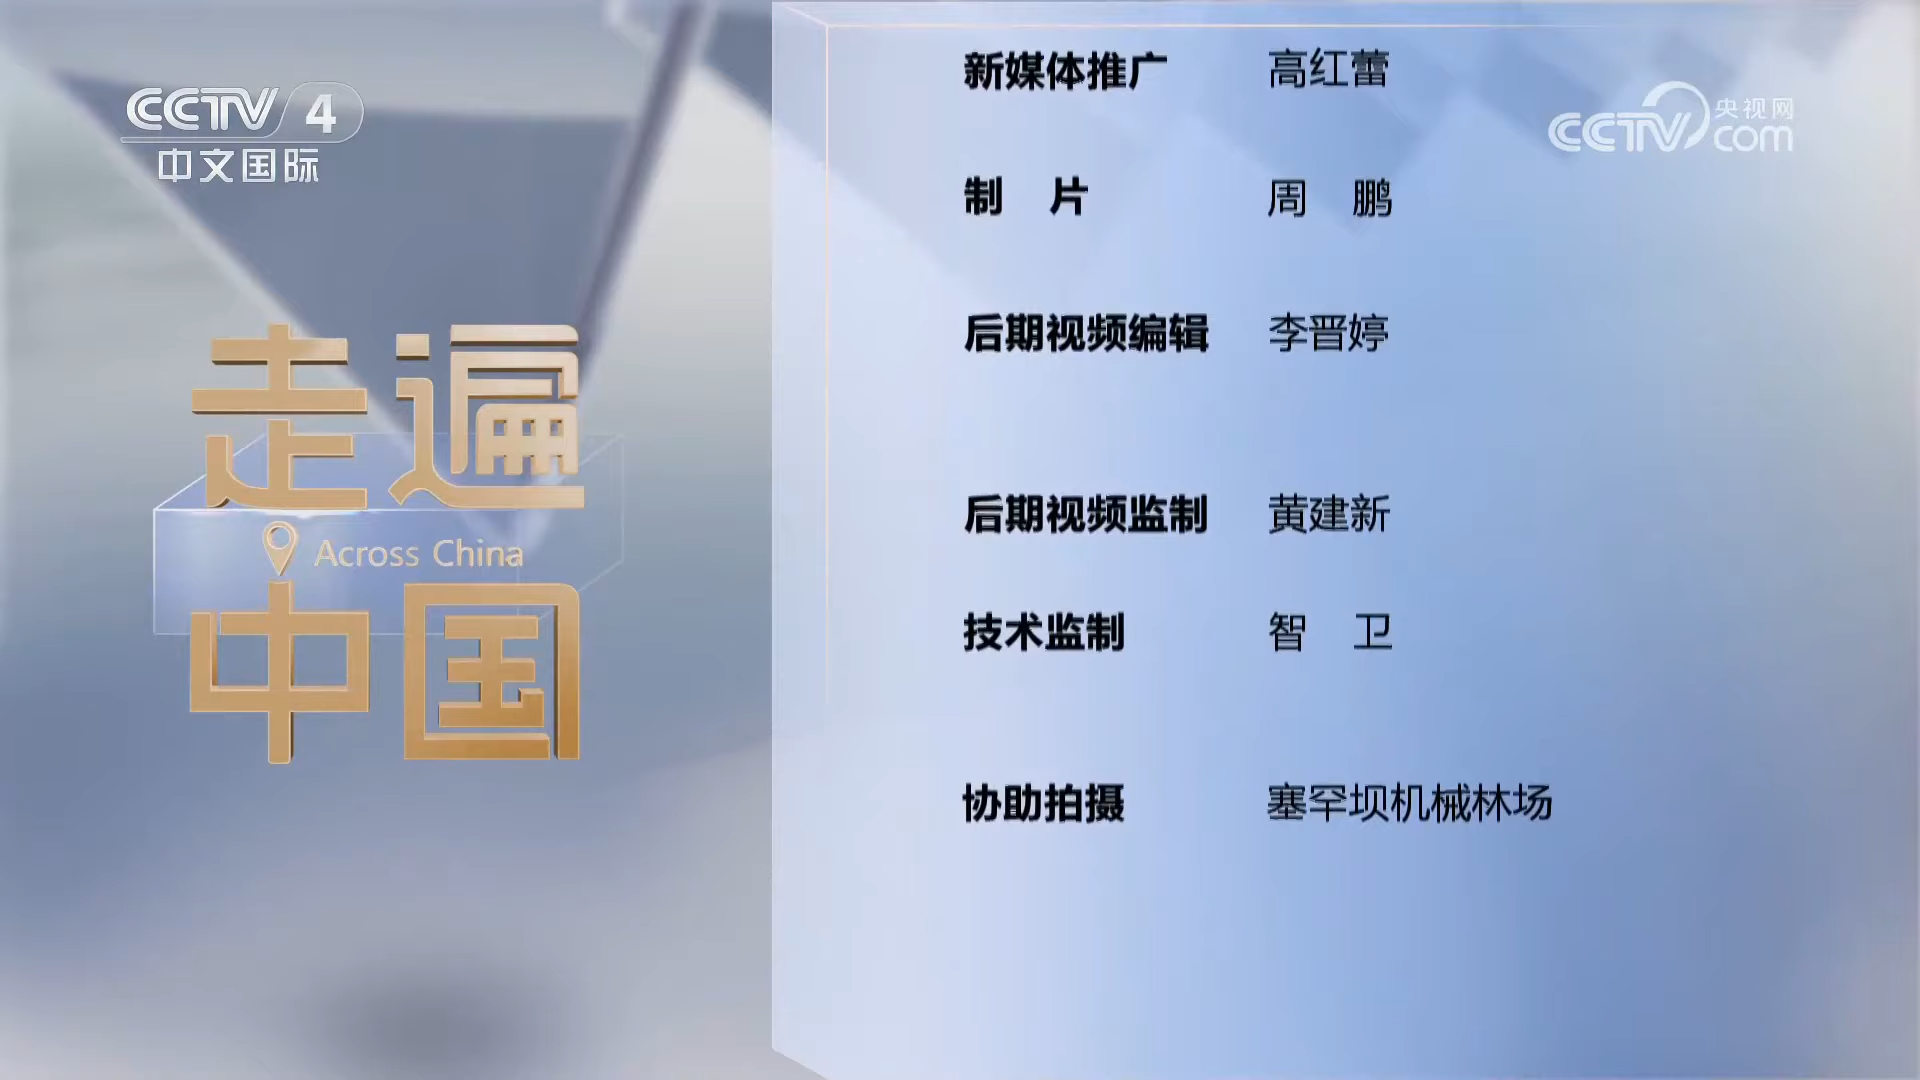 CCTV 4
中文国际
央视网
CCTV com
走遍
Across China
中国
新媒体推广 高红蕾
制 片 周 鹏
后期视频编辑 李晋婷
后期视频监制 黄建新
技术监制 智 卫
协助拍摄 塞罕坝机械林场